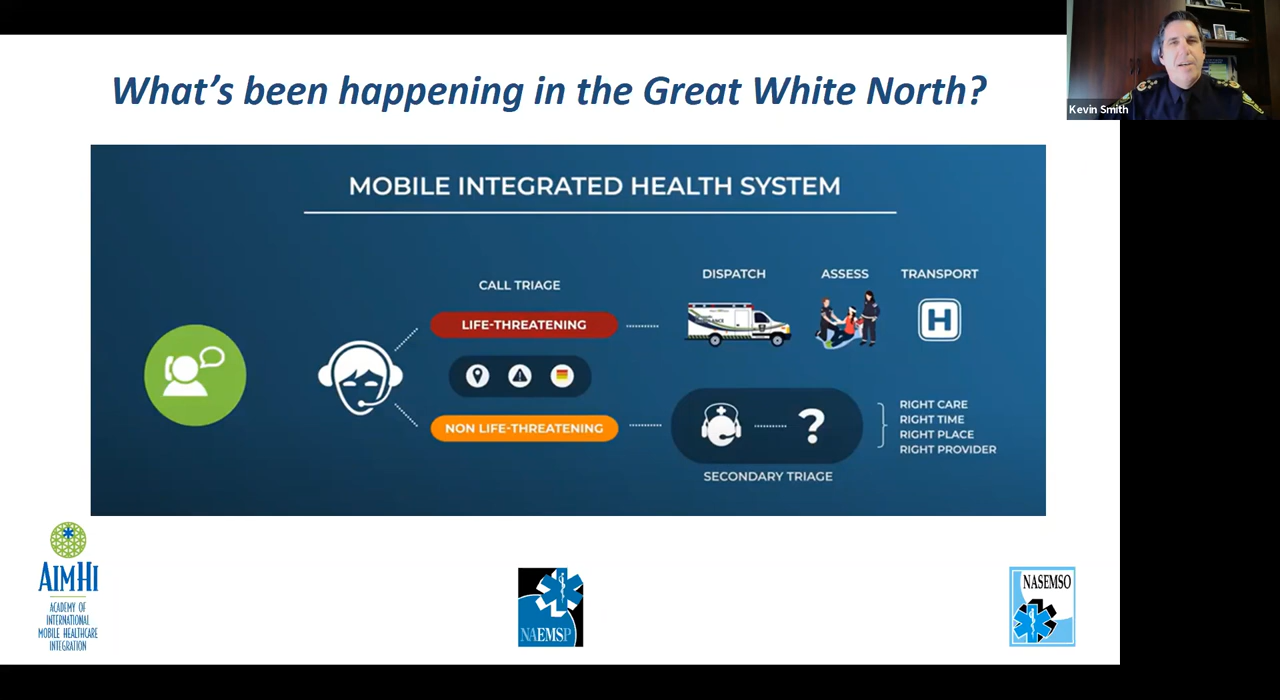 What's been happening in the Great White North?
Kevin Smith
MOBILE INTEGRATED HEALTH SYSTEM
CALL TRIAGE
DISPATCH
ASSESS
TRANSPORT
LIFE-THREATENING
H
NON LIFE-THREATENING
?
RIGHT CARE
RIGHT TIME
RIGHT PLACE
RIGHT PROVIDER
SECONDARY TRIAGE
AIMHI
ACADEMY OF
INTERNATIONAL
MOBILE HEALTHCARE
INTEGRATION
NAEMSP
NASEMSO